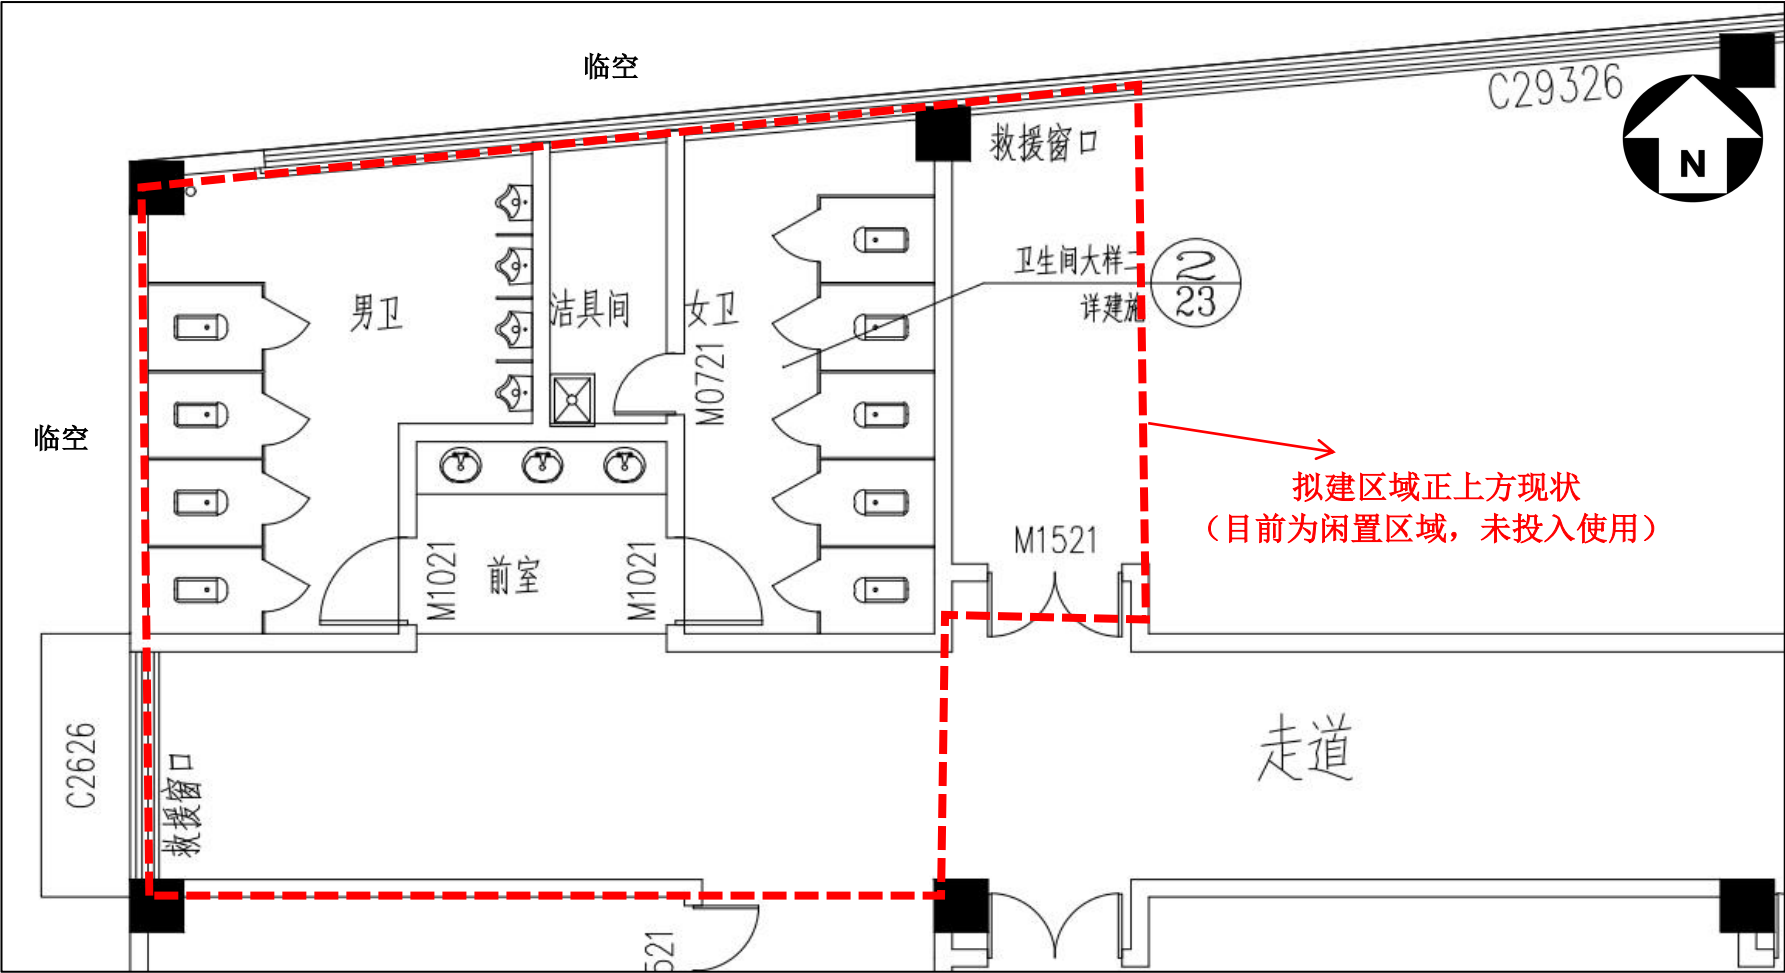 临空
C29326
N
救援窗口
卫生间大样二
2
23
详建施
男卫
洁具间
女卫
M0721
临空
拟建区域正上方现状
（目前为闲置区域，未投入使用）
M1521
M1021
前室
M1021
走道
C2626
救援窗口
521